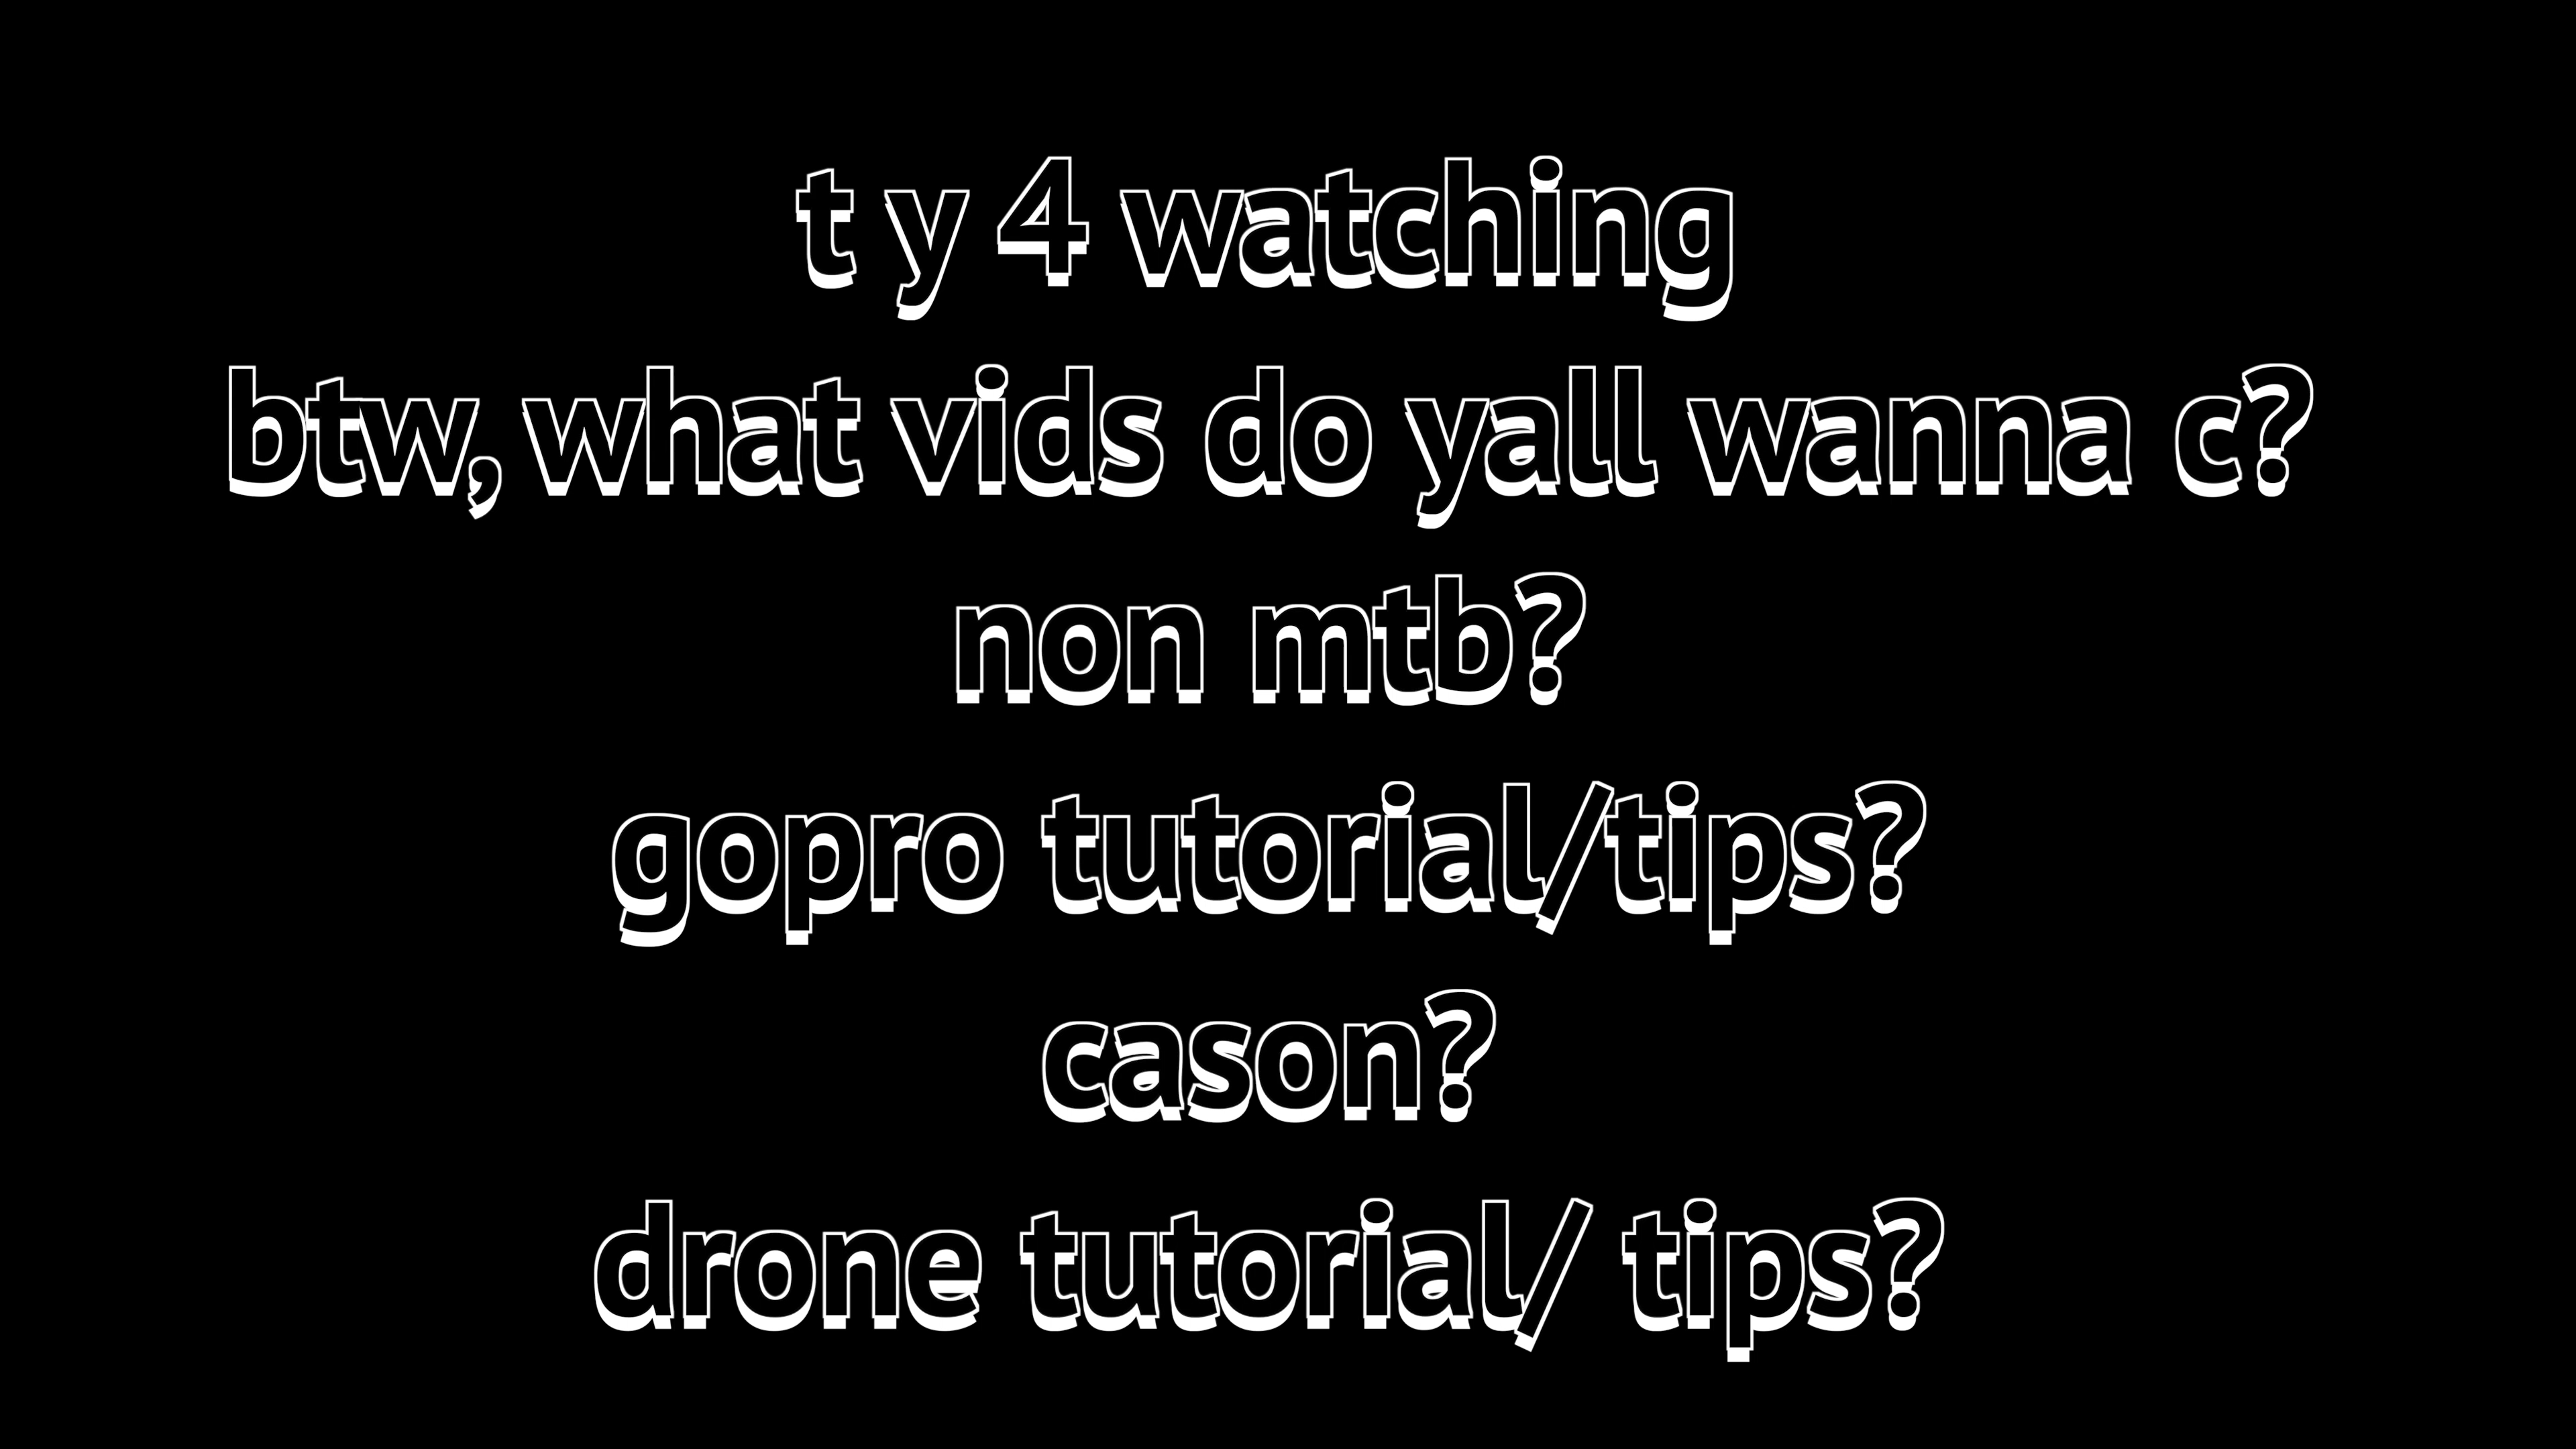 t y 4 watching
btw, what vids do yall wanna c?
non mtb?
gopro tutorial/tips?
cason?
drone tutorial/ tips?